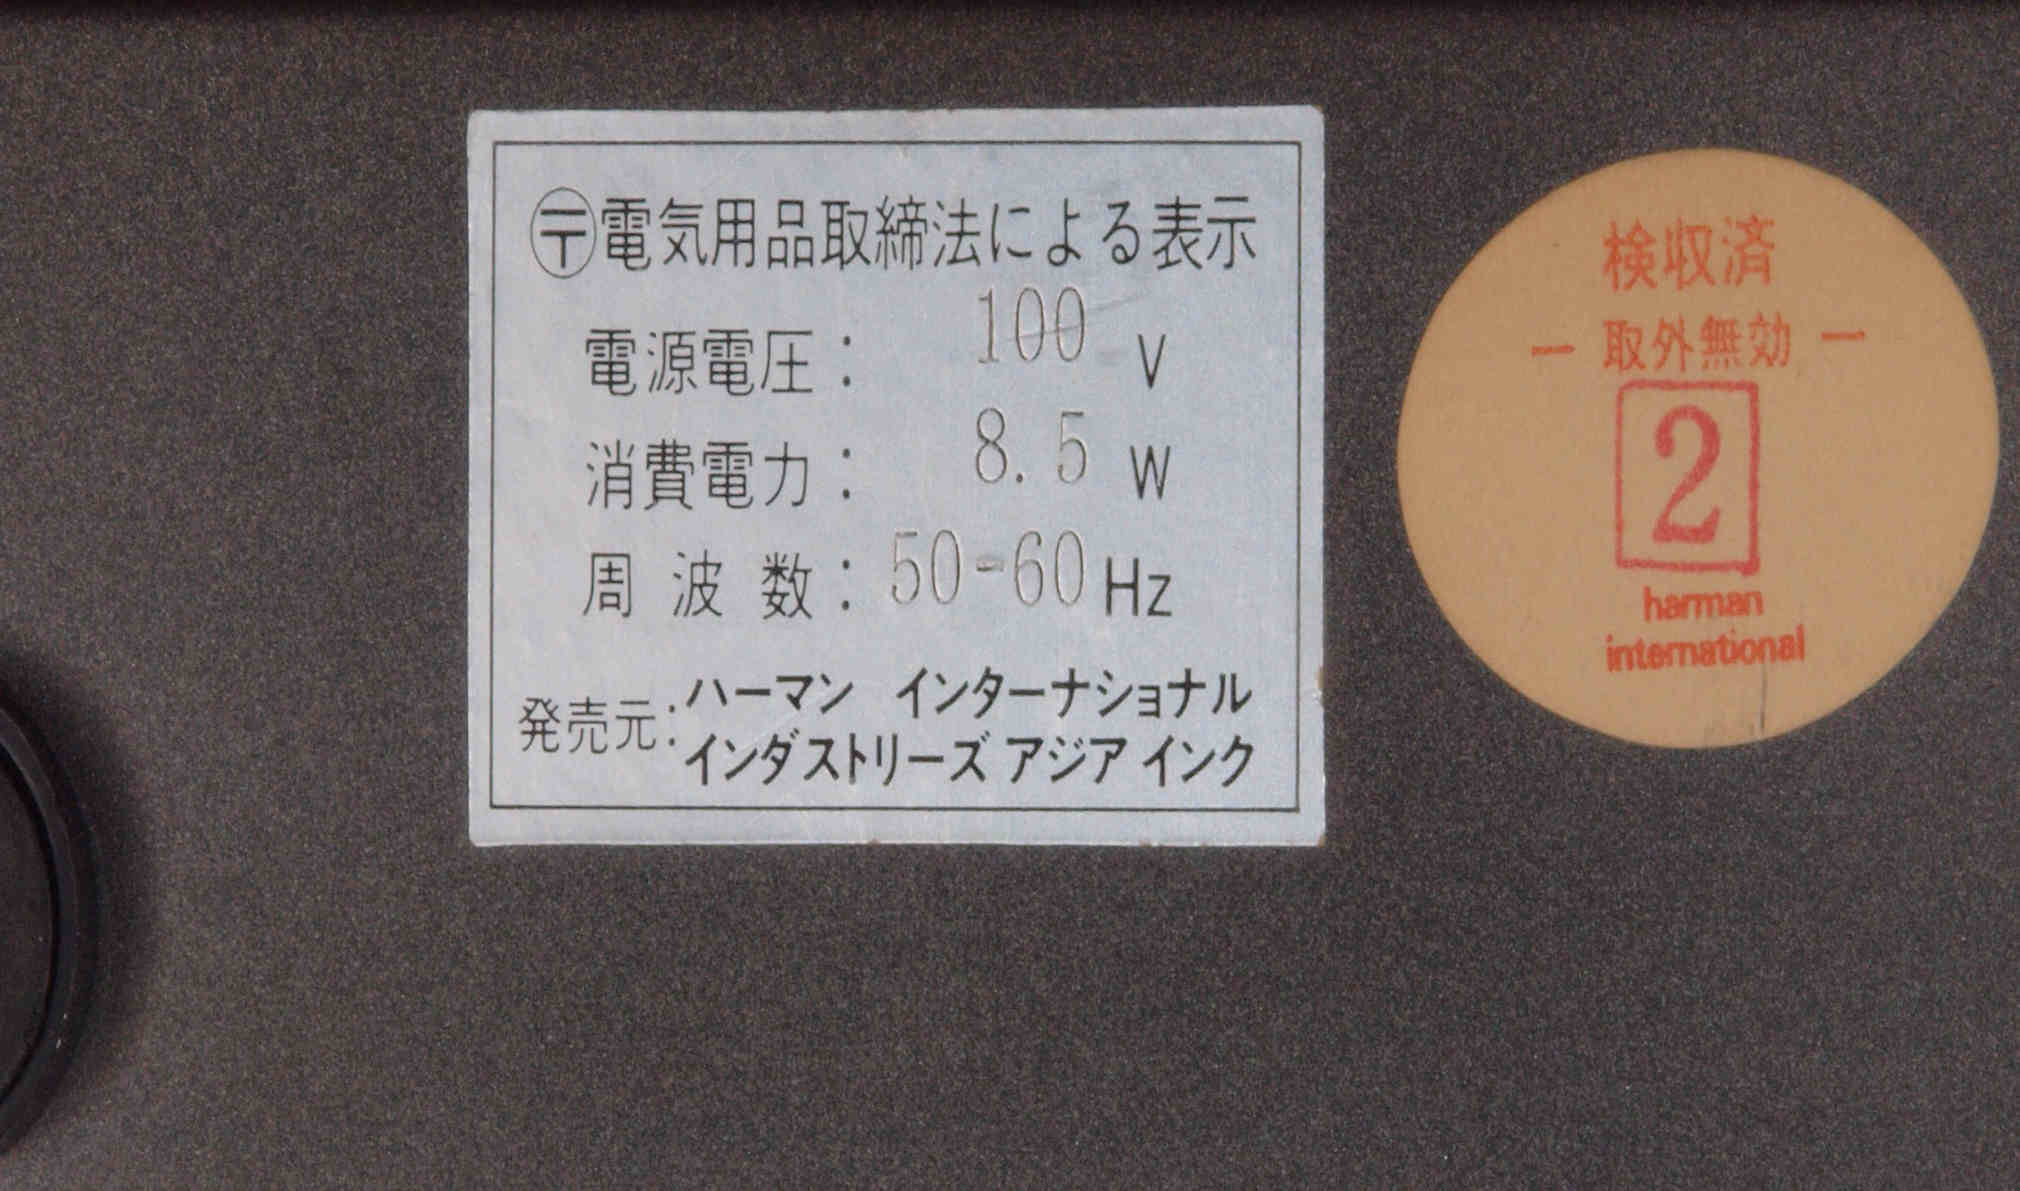 〶電気用品取締法による表示
電源電圧： 100 V
消費電力： 8.5 W
周 波 数： 50-60 Hz
発売元：ハーマン インターナショナル
インダストリーズ アジア インク
検収済
— 取外無効 —
2
harman
international